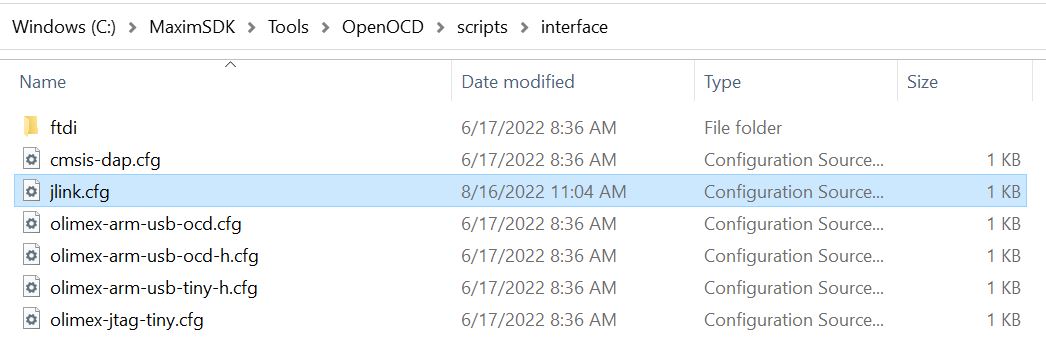 Windows (C:) > MaximSDK > Tools > OpenOCD > scripts > interface
Name Date modified Type Size
ftdi 6/17/2022 8:36 AM File folder
cmsis-dap.cfg 6/17/2022 8:36 AM Configuration Source... 1 KB
jlink.cfg 8/16/2022 11:04 AM Configuration Source... 1 KB
olimex-arm-usb-ocd.cfg 6/17/2022 8:36 AM Configuration Source... 1 KB
olimex-arm-usb-ocd-h.cfg 6/17/2022 8:36 AM Configuration Source... 1 KB
olimex-arm-usb-tiny-h.cfg 6/17/2022 8:36 AM Configuration Source... 1 KB
olimex-jtag-tiny.cfg 6/17/2022 8:36 AM Configuration Source... 1 KB